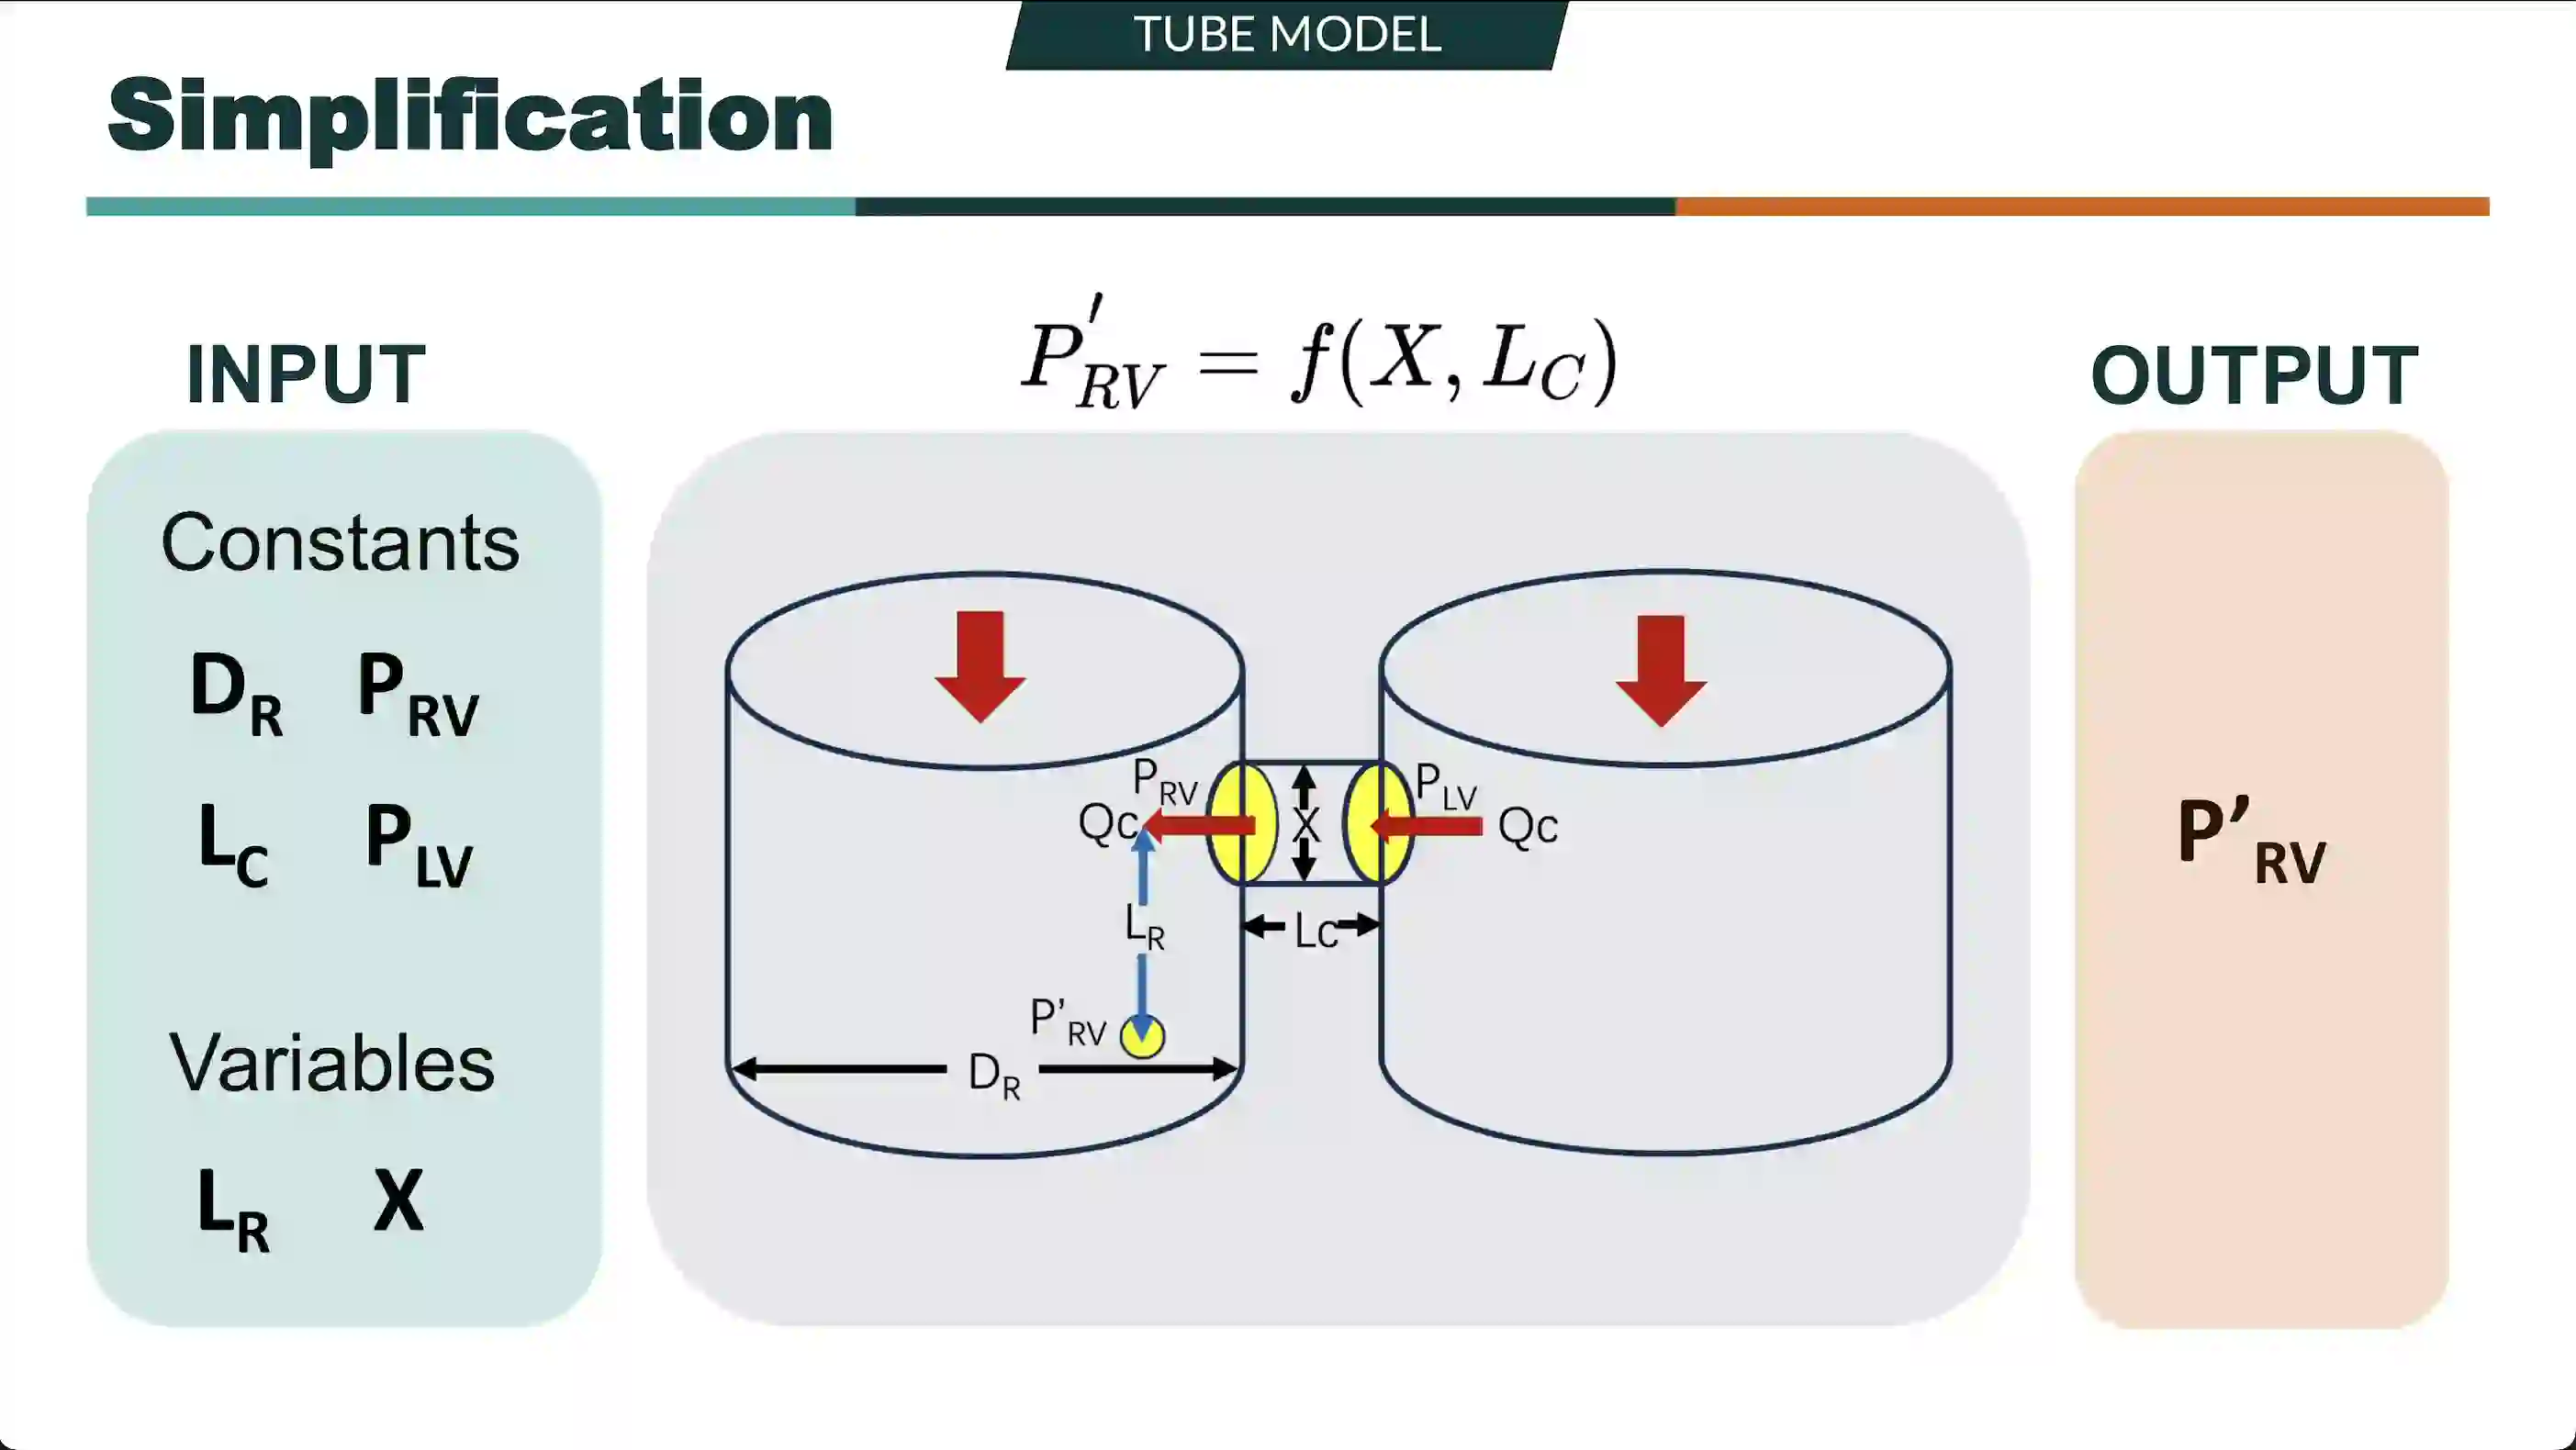 TUBE MODEL
Simplification
P'_{RV} = f(X, L_C)
INPUT
Constants
D_R P_{RV}
L_C P_{LV}
Variables
L_R X
P_{RV}
Qc
X
P_{LV}
Qc
L_R
Lc
P'_{RV}
D_R
OUTPUT
P'_{RV}